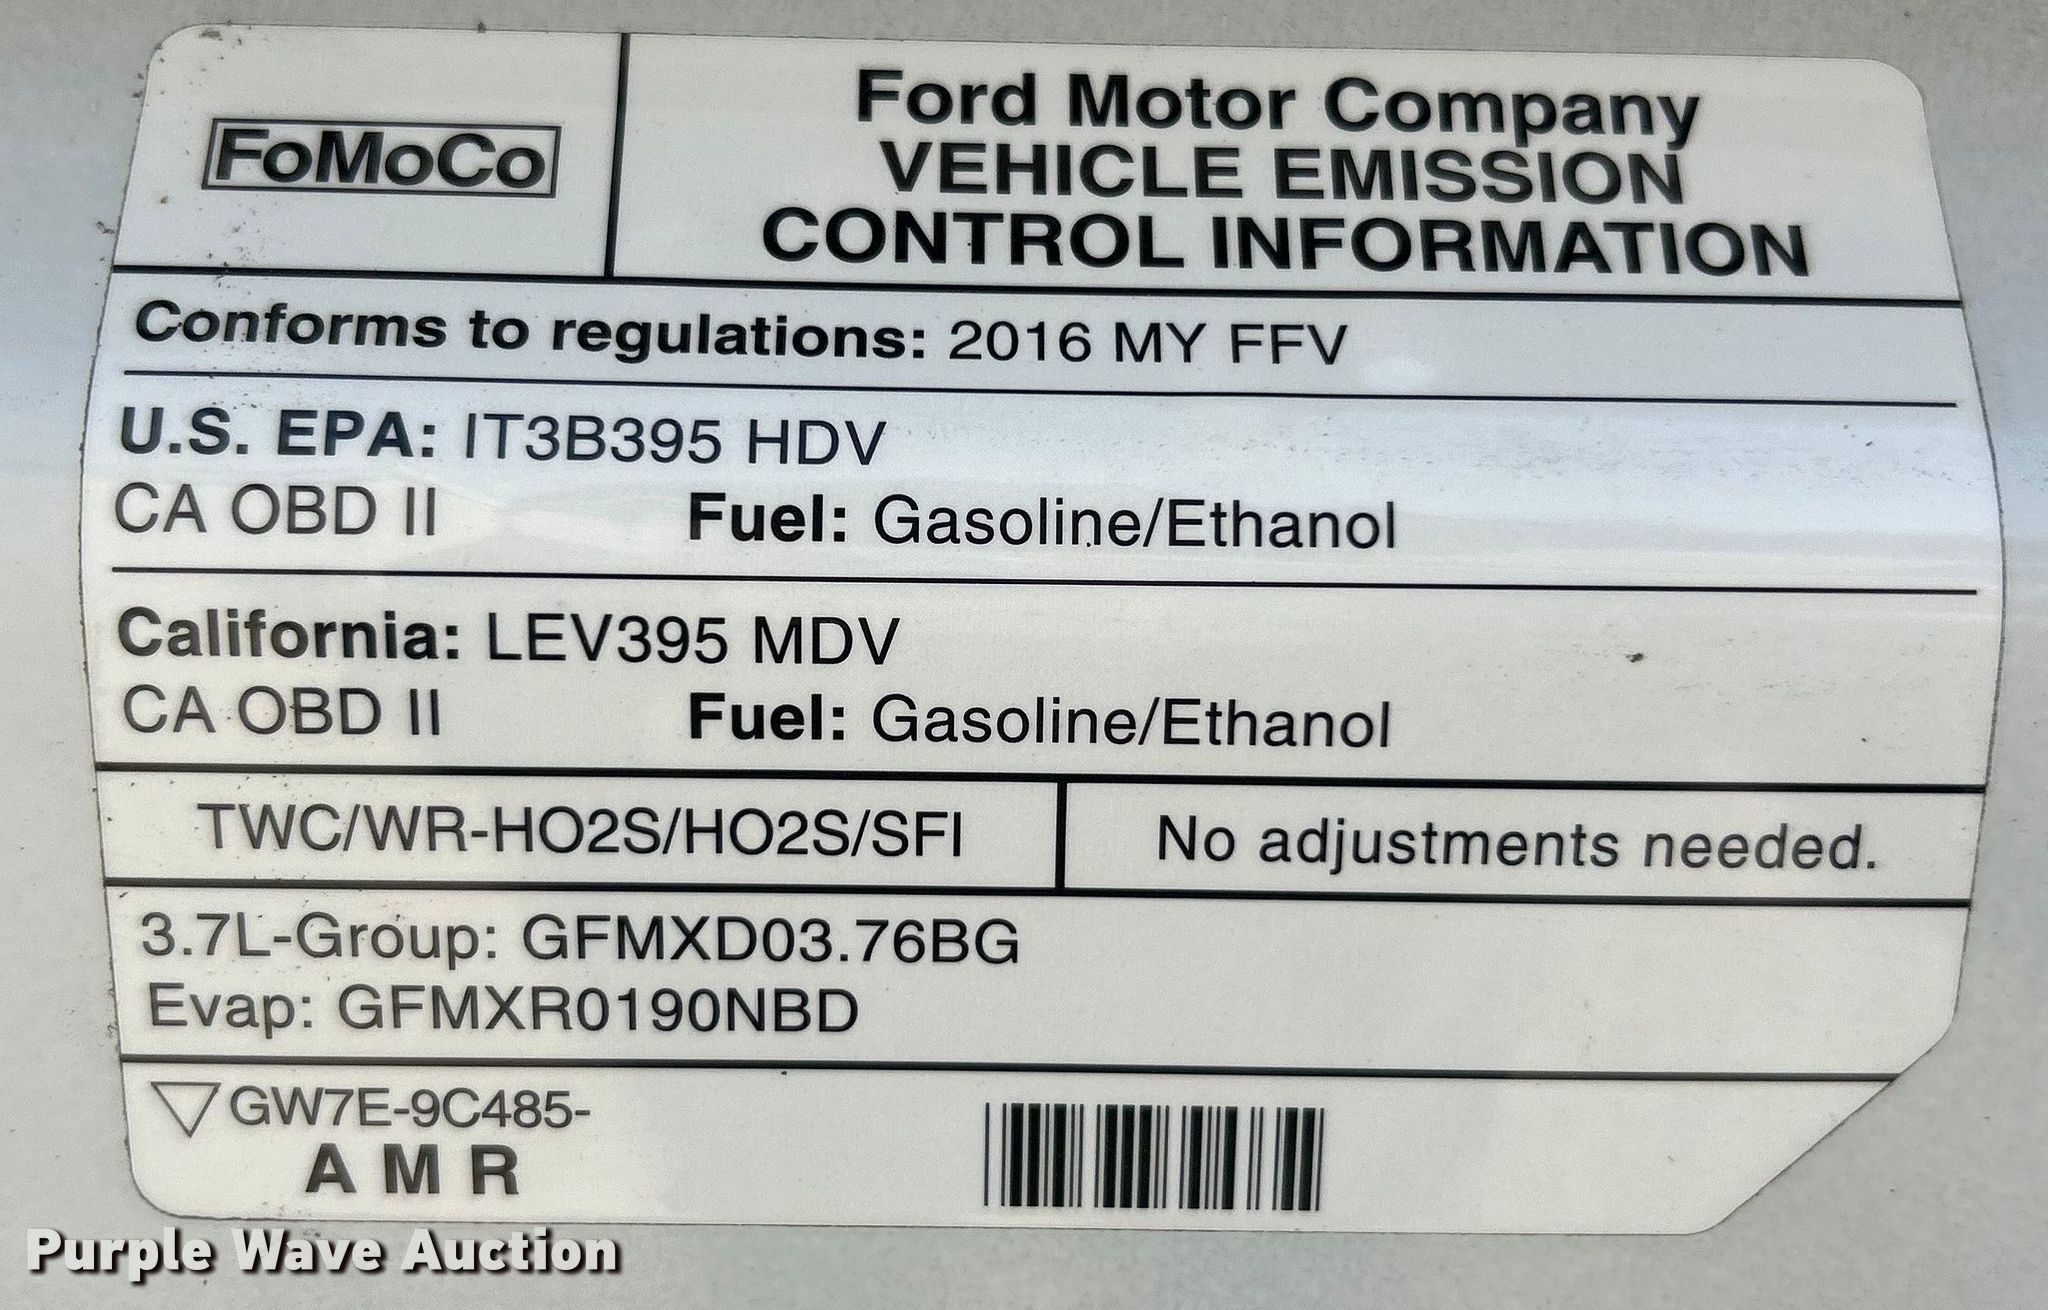 FoMoCo
Ford Motor Company
VEHICLE EMISSION
CONTROL INFORMATION
Conforms to regulations: 2016 MY FFV
U.S. EPA: IT3B395 HDV
CA OBD II Fuel: Gasoline/Ethanol
California: LEV395 MDV
CA OBD II Fuel: Gasoline/Ethanol
TWC/WR-HO2S/HO2S/SFI
No adjustments needed.
3.7L-Group: GFMXD03.76BG
Evap: GFMXR0190NBD
GW7E-9C485-
A M R
Purple Wave Auction